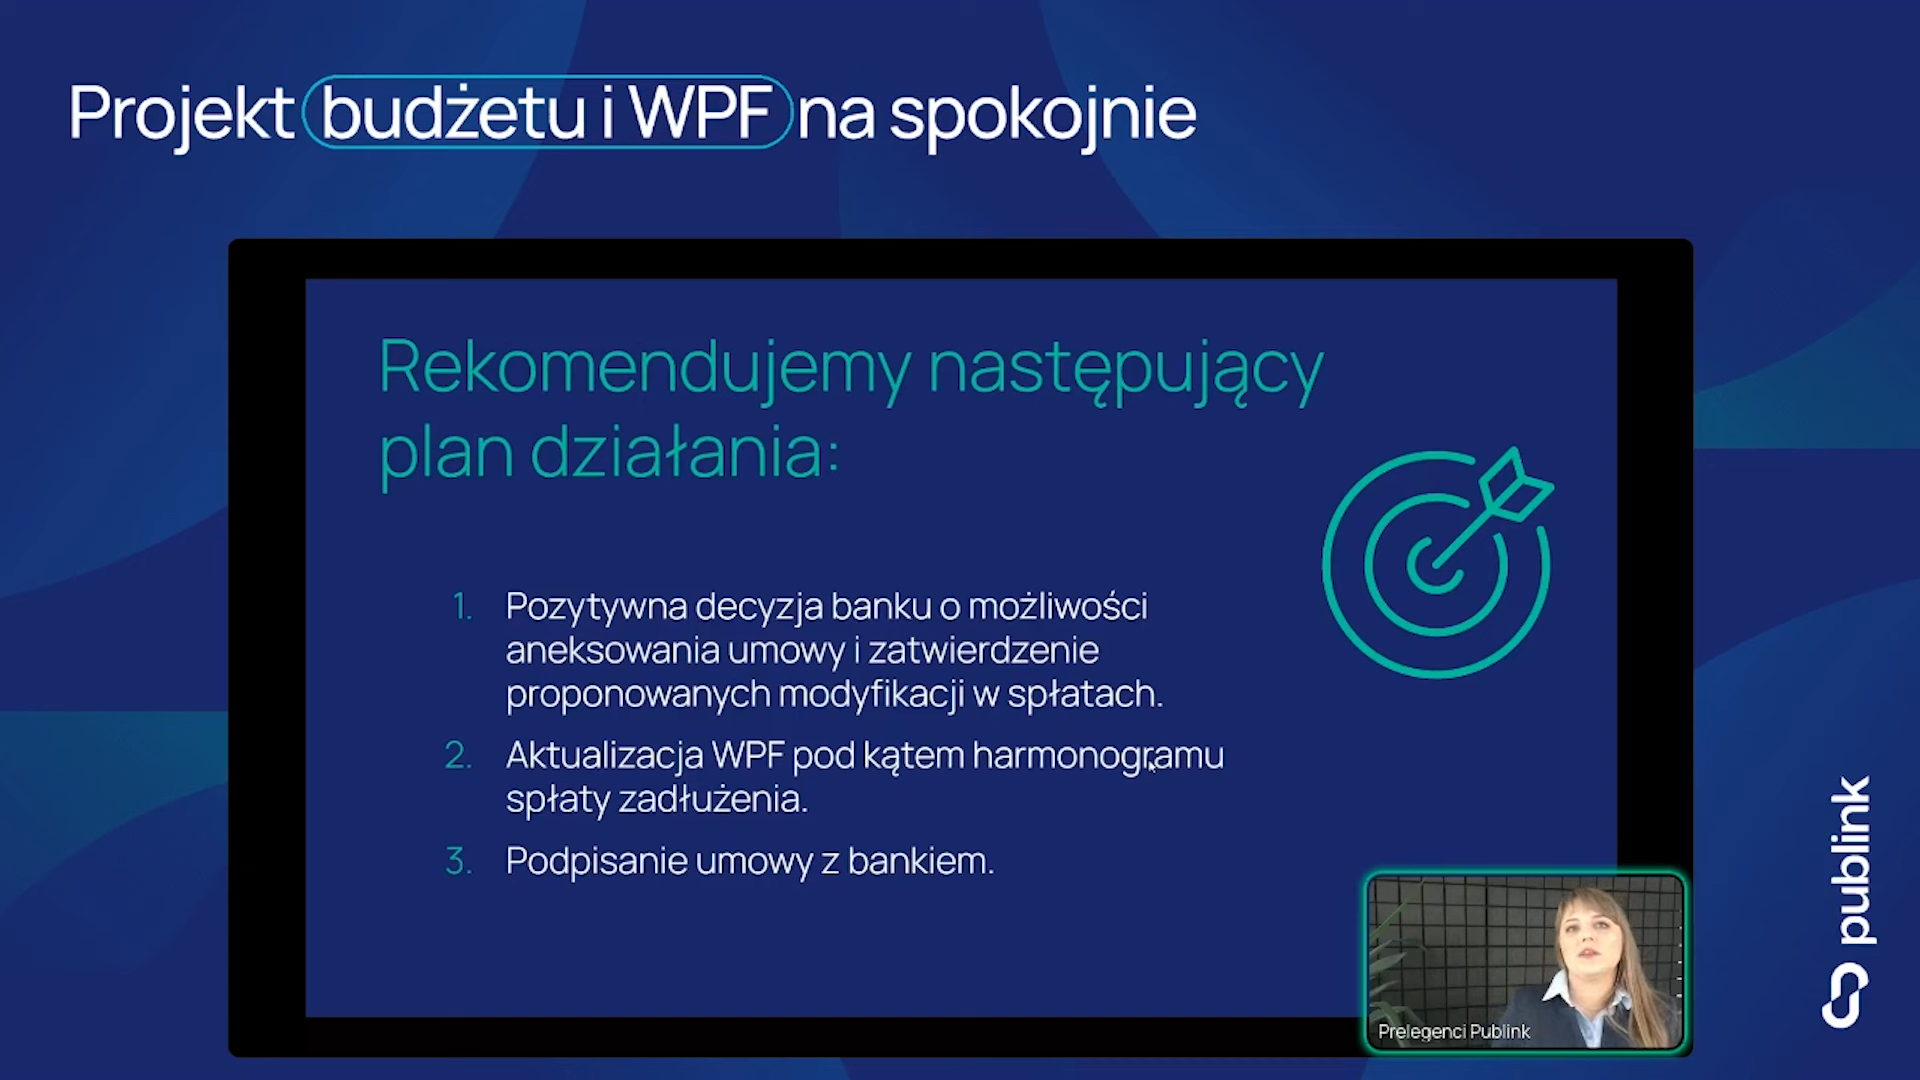 Projekt budżetu i WPF na spokojnie
Rekomendujemy następujący
plan działania:
1. Pozytywna decyzja banku o możliwości
aneksowania umowy i zatwierdzenie
proponowanych modyfikacji w spłatach.
2. Aktualizacja WPF pod kątem harmonogramu
spłaty zadłużenia.
3. Podpisanie umowy z bankiem.
Prelegenci Publink
publink